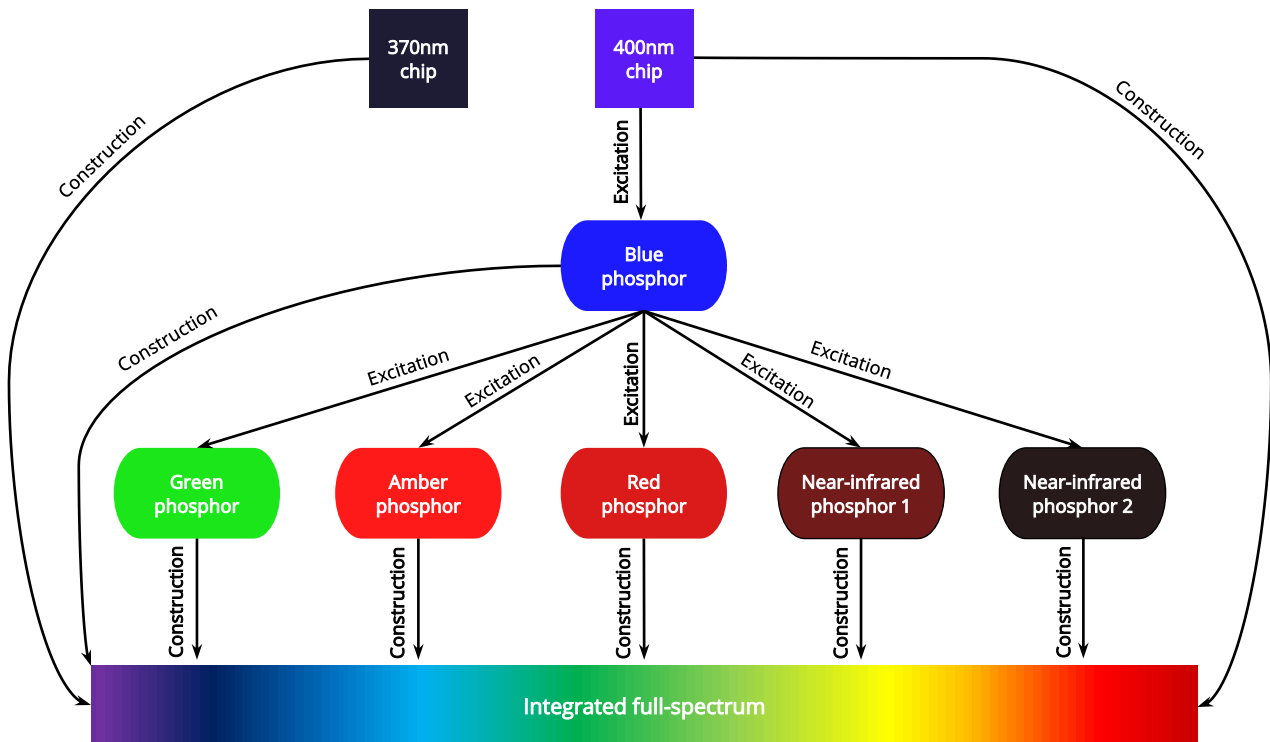 370nm
chip
400nm
chip
Construction
Excitation
Construction
Blue
phosphor
Construction
Excitation
Excitation
Excitation
Excitation
Excitation
Green
phosphor
Amber
phosphor
Red
phosphor
Near-infrared
phosphor 1
Near-infrared
phosphor 2
Construction
Construction
Construction
Construction
Construction
Integrated full-spectrum